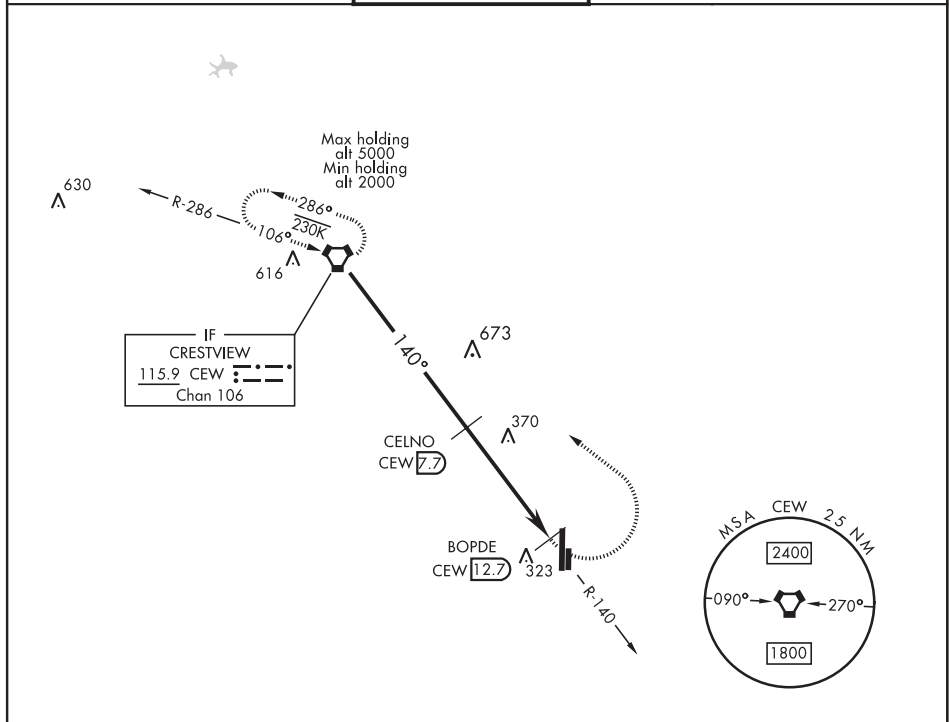 Max holding
alt 5000
Min holding
alt 2000
630
R-286
286°
230K
106°
616
IF
CRESTVIEW
115.9 CEW
Chan 106
673
140°
370
CELNO
CEW 7.7
BOPDE
CEW 12.7
323
R-140
MSA CEW 25 NM
2400
090°
270°
1800